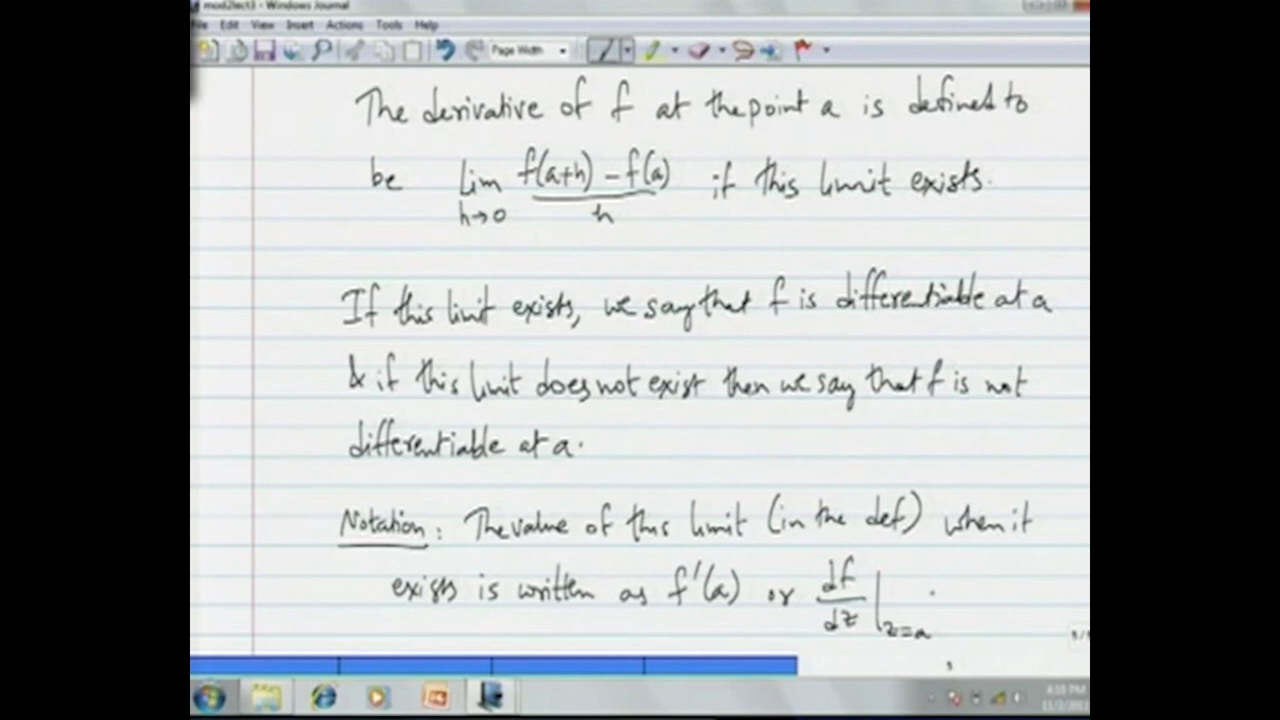 mod2lect3 - Windows Journal
File Edit View Insert Actions Tools Help
Page Width
The derivative of f at the point a is defined to
be lim h→0 f(a+h) - f(a) / h if this limit exists.
If this limit exists, we say that f is differentiable at a
& if this limit does not exist then we say that f is not
differentiable at a.
Notation: The value of this limit (in the def) when it
exists is written as f'(a) or df/dz |z=a .